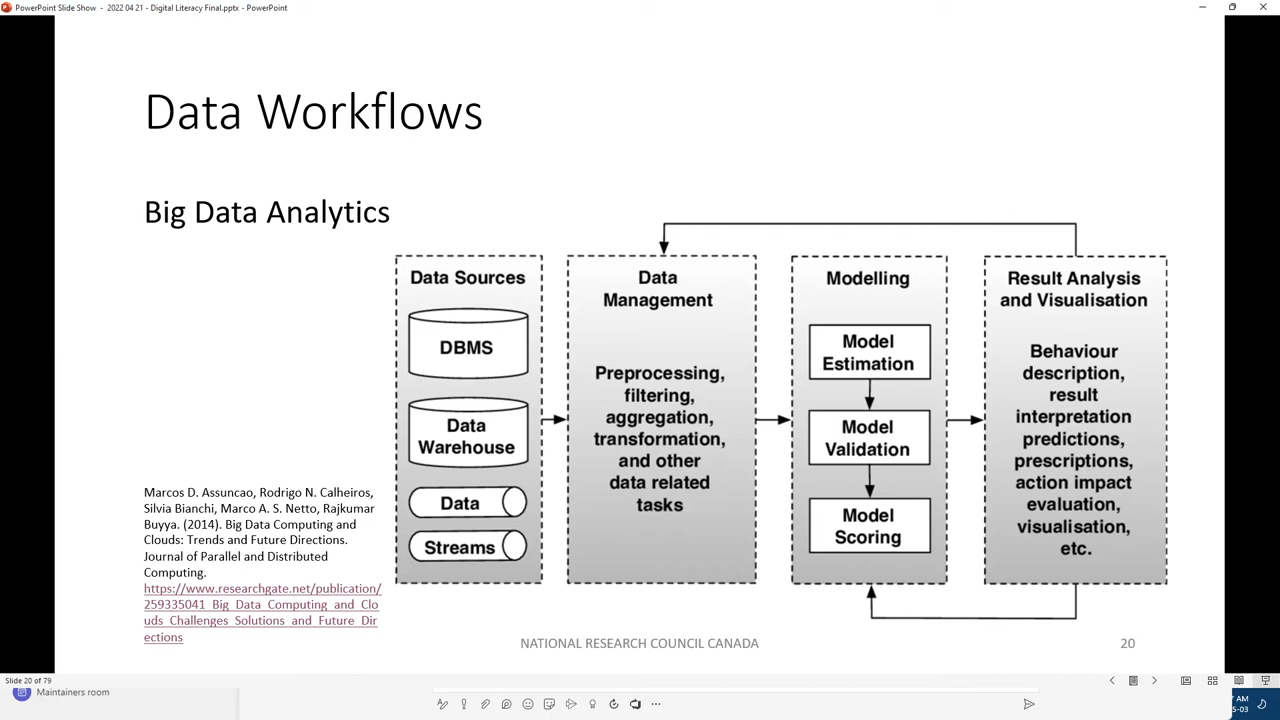 PowerPoint Slide Show - 2022 04 21 - Digital Literacy Final.pptx - PowerPoint
Data Workflows
Big Data Analytics
Data Sources
DBMS
Data
Warehouse
Data
Streams
Data
Management
Preprocessing,
filtering,
aggregation,
transformation,
and other
data related
tasks
Modelling
Model
Estimation
Model
Validation
Model
Scoring
Result Analysis
and Visualisation
Behaviour
description,
result
interpretation
predictions,
prescriptions,
action impact
evaluation,
visualisation,
etc.
Marcos D. Assuncao, Rodrigo N. Calheiros,
Silvia Bianchi, Marco A. S. Netto, Rajkumar
Buyya. (2014). Big Data Computing and
Clouds: Trends and Future Directions.
Journal of Parallel and Distributed
Computing.
https://www.researchgate.net/publication/
259335041_Big_Data_Computing_and_Clo
uds_Challenges_Solutions_and_Future_Dir
ections
NATIONAL RESEARCH COUNCIL CANADA
20
Slide 20 of 79
Maintainers room
7 AM
5-03